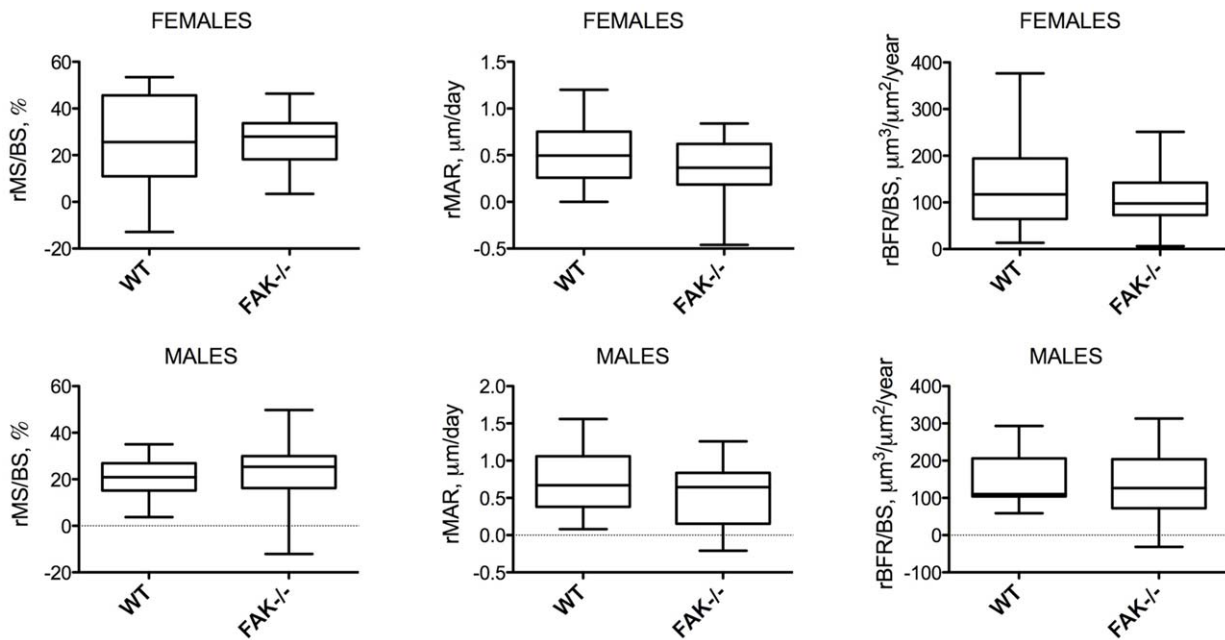 FEMALES
rMS/BS, %
60
40
20
0
-20
WT
FAK-/-
FEMALES
rMAR, μm/day
1.5
1.0
0.5
0.0
-0.5
WT
FAK-/-
FEMALES
rBFR/BS, μm³/μm²/year
400
300
200
100
0
WT
FAK-/-
MALES
rMS/BS, %
60
40
20
0
-20
WT
FAK-/-
MALES
rMAR, μm/day
2.0
1.5
1.0
0.5
0.0
-0.5
WT
FAK-/-
MALES
rBFR/BS, μm³/μm²/year
400
300
200
100
0
-100
WT
FAK-/-